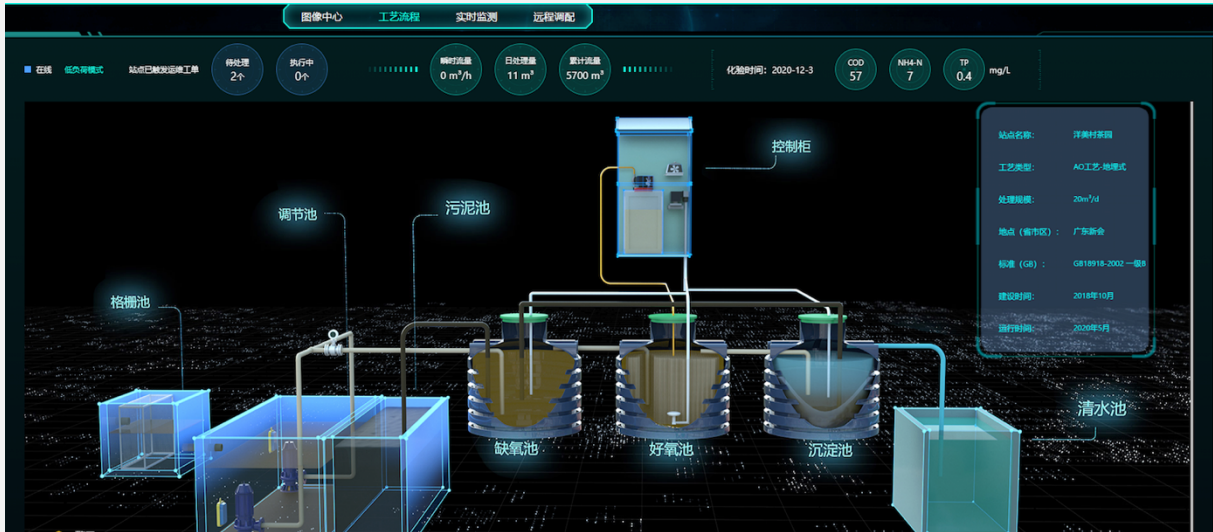 图像中心 工艺流程 实时监测 远程调配
在线 低负荷模式 站点已触发运维工单
待处理
2个
执行中
0个
瞬时流量
0 m³/h
日处理量
11 m³
累计流量
5700 m³
化验时间：2020-12-3
COD
57
NH4-N
7
TP
0.4
mg/L
控制柜
调节池
污泥池
格栅池
缺氧池
好氧池
沉淀池
清水池
站点名称： 洋美村茶园
工艺类型： AO工艺-地埋式
处理规模： 20m³/d
地点（省市区）： 广东新会
标准（GB）： GB18918-2002 一级B
建设时间： 2018年10月
运行时间： 2020年5月